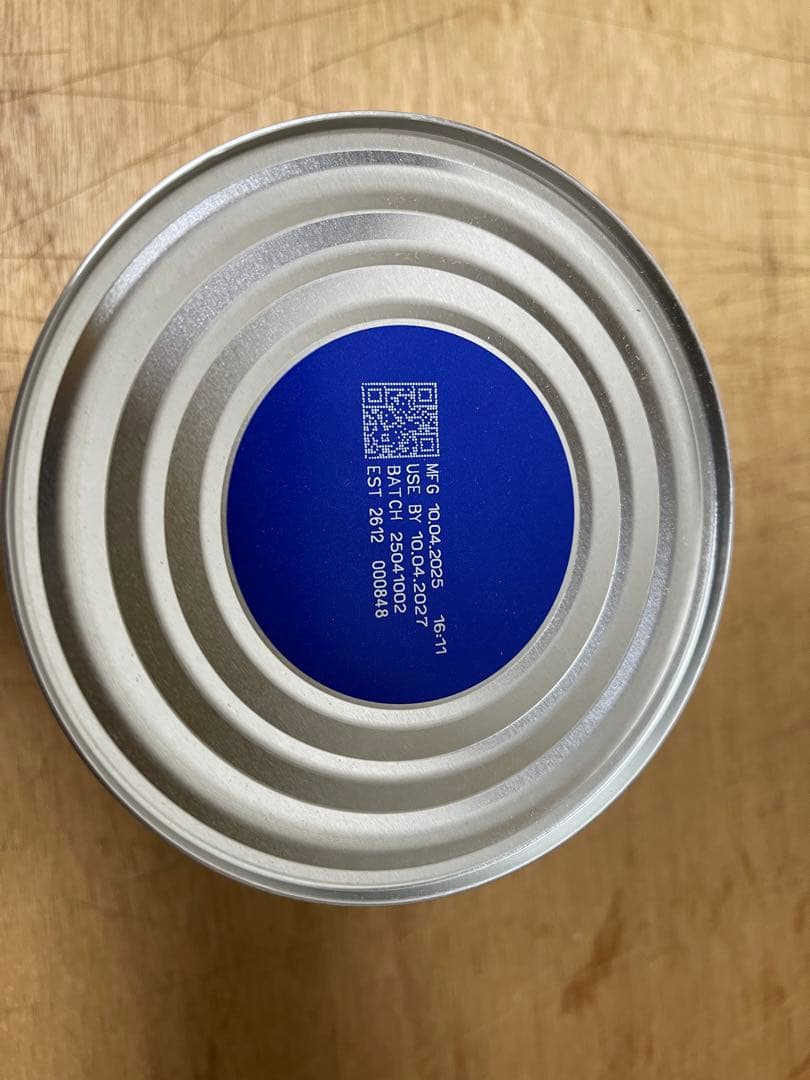 MFG 10.04.2025 16:11
USE BY 10.04.2027
BATCH 25041002
EST 2612 000848